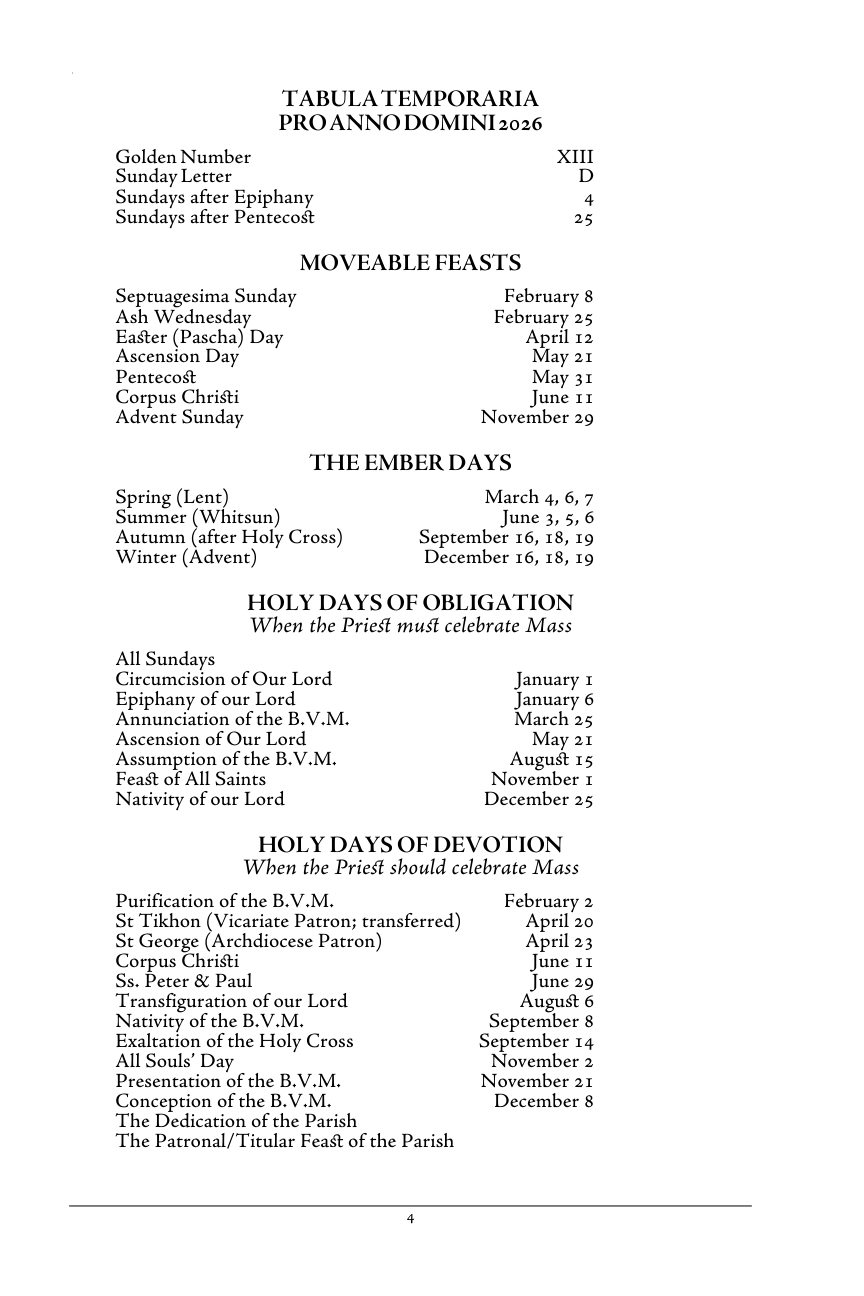 TABULA TEMPORARIA
PRO ANNO DOMINI 2026
Golden Number XIII
Sunday Letter D
Sundays after Epiphany 4
Sundays after Pentecost 25
MOVEABLE FEASTS
Septuagesima Sunday February 8
Ash Wednesday February 25
Easter (Pascha) Day April 12
Ascension Day May 21
Pentecost May 31
Corpus Christi June 11
Advent Sunday November 29
THE EMBER DAYS
Spring (Lent) March 4, 6, 7
Summer (Whitsun) June 3, 5, 6
Autumn (after Holy Cross) September 16, 18, 19
Winter (Advent) December 16, 18, 19
HOLY DAYS OF OBLIGATION
When the Priest must celebrate Mass
All Sundays
Circumcision of Our Lord January 1
Epiphany of our Lord January 6
Annunciation of the B.V.M. March 25
Ascension of Our Lord May 21
Assumption of the B.V.M. August 15
Feast of All Saints November 1
Nativity of our Lord December 25
HOLY DAYS OF DEVOTION
When the Priest should celebrate Mass
Purification of the B.V.M. February 2
St Tikhon (Vicariate Patron; transferred) April 20
St George (Archdiocese Patron) April 23
Corpus Christi June 11
Ss. Peter & Paul June 29
Transfiguration of our Lord August 6
Nativity of the B.V.M. September 8
Exaltation of the Holy Cross September 14
All Souls' Day November 2
Presentation of the B.V.M. November 21
Conception of the B.V.M. December 8
The Dedication of the Parish
The Patronal/Titular Feast of the Parish
4